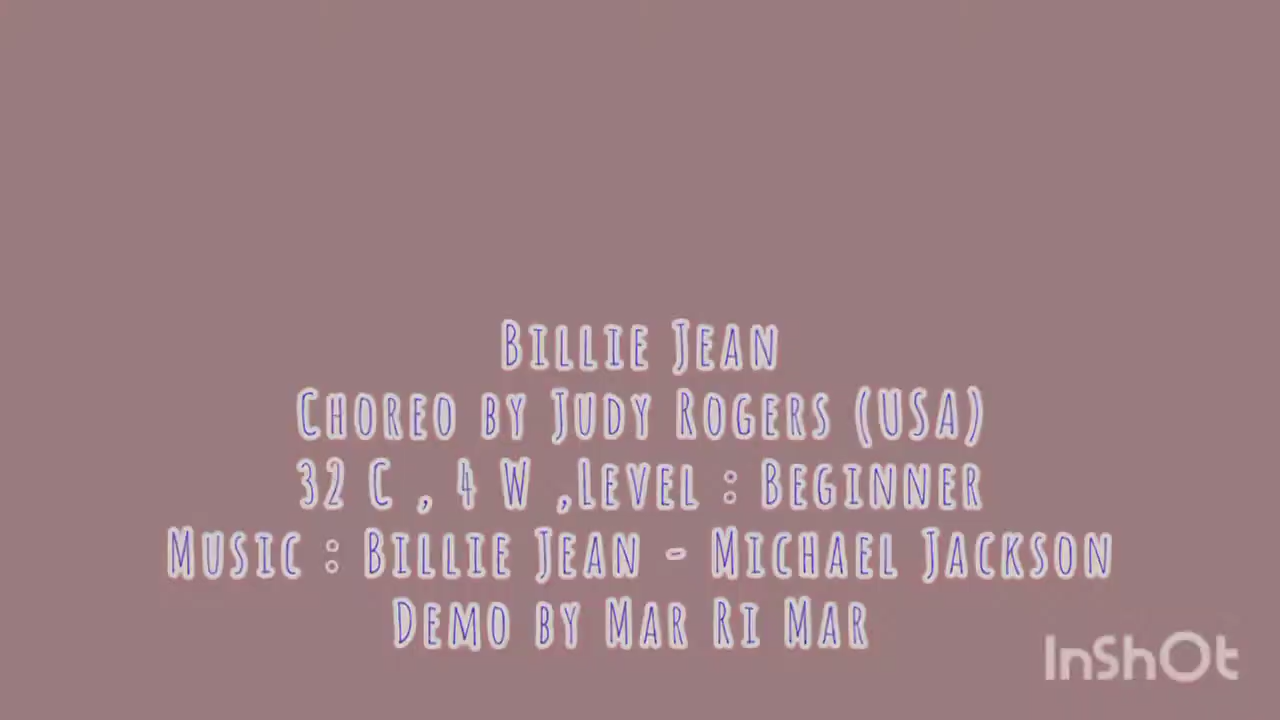 Billie Jean
Choreo by Judy Rogers (USA)
32 C , 4 W ,Level : Beginner
Music : Billie Jean - Michael Jackson
Demo by Mar Ri Mar
InShOt